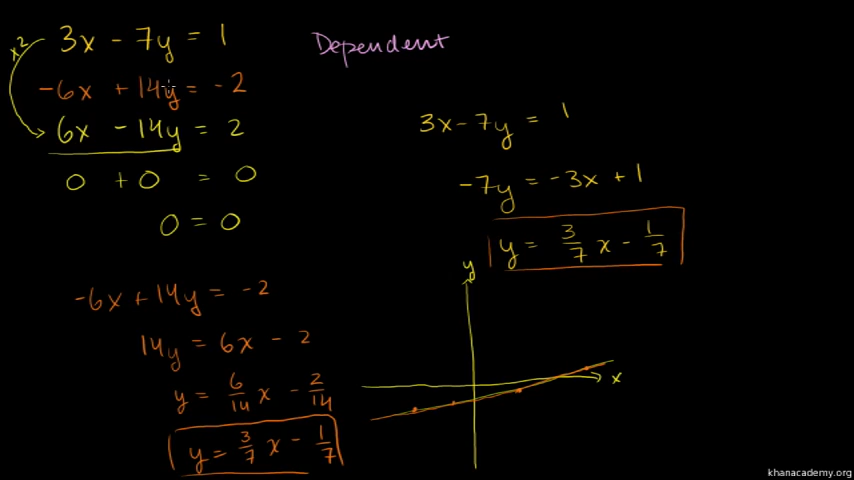 3x - 7y = 1
x2
-6x + 14y = -2
6x - 14y = 2
0 + 0 = 0
0 = 0
-6x + 14y = -2
14y = 6x - 2
y = 6/14 x - 2/14
y = 3/7 x - 1/7
Dependent
3x - 7y = 1
-7y = -3x + 1
y = 3/7 x - 1/7
y
x
khanacademy.org